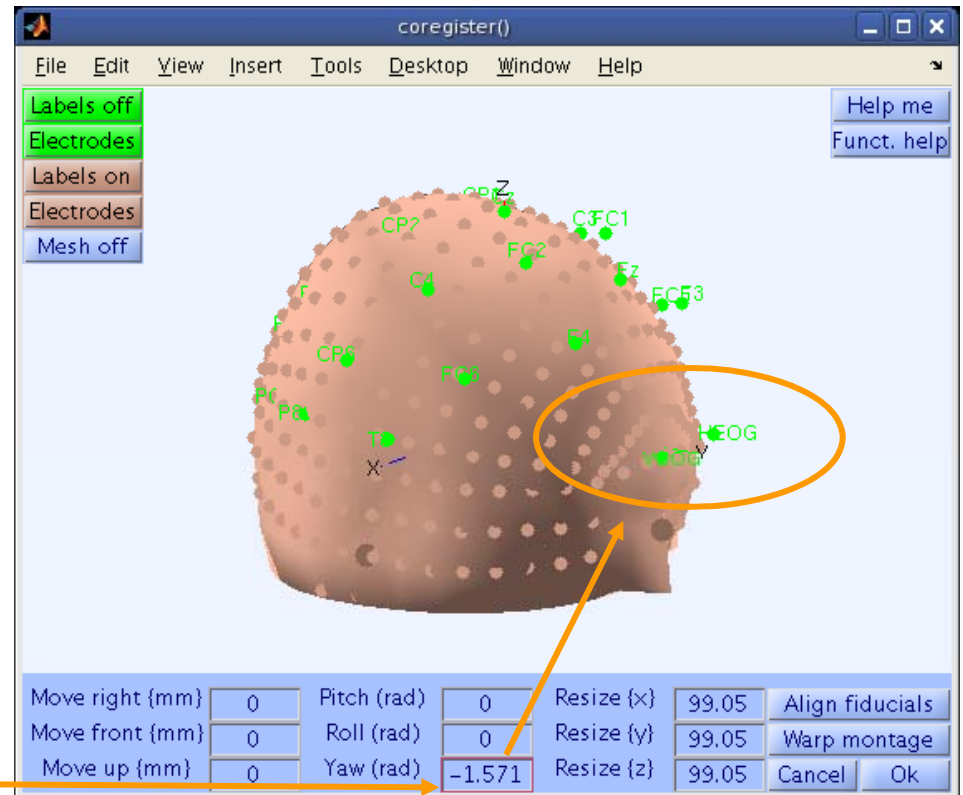 coregister()
File Edit View Insert Tools Desktop Window Help
Labels off
Electrodes
Labels on
Electrodes
Mesh off
Help me
Funct. help
Z
CP2
C3 FC1
FC2
Fz
C4
FC5 F3
F4
CP6
FC6
P8
HEOG
Y
VEOG
X
Move right {mm} 0 Pitch (rad) 0 Resize {x} 99.05 Align fiducials
Move front {mm} 0 Roll (rad) 0 Resize {y} 99.05 Warp montage
Move up {mm} 0 Yaw (rad) -1.571 Resize {z} 99.05 Cancel Ok